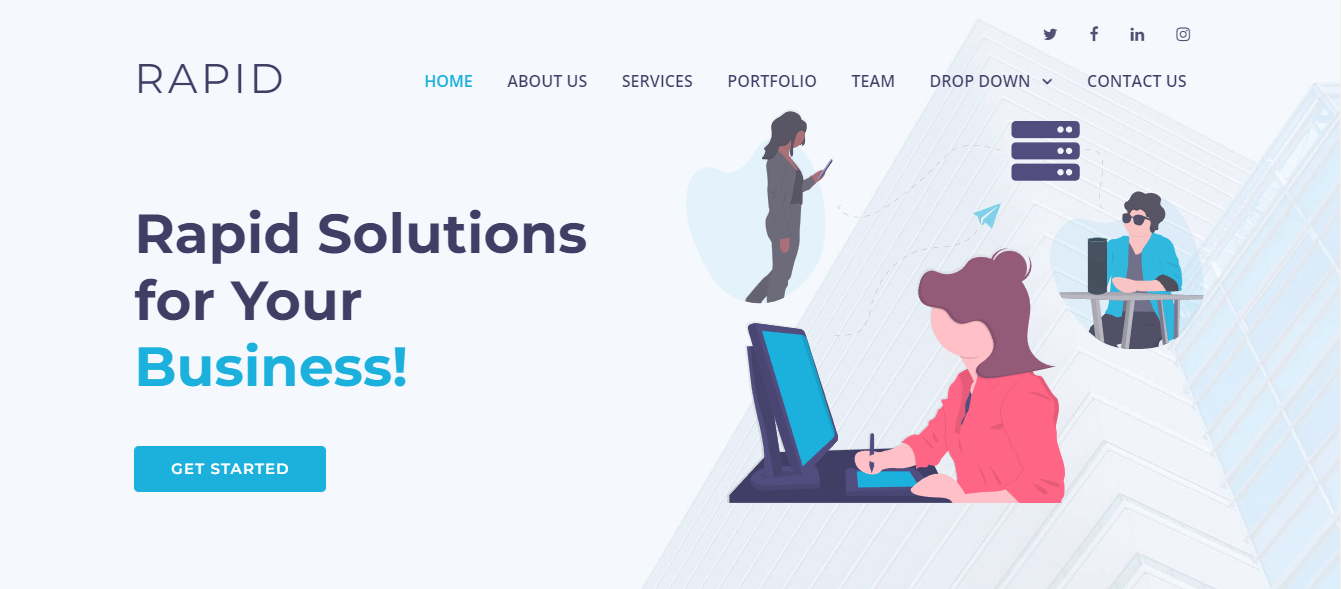 RAPID
HOME ABOUT US SERVICES PORTFOLIO TEAM DROP DOWN CONTACT US
Rapid Solutions
for Your
Business!
GET STARTED